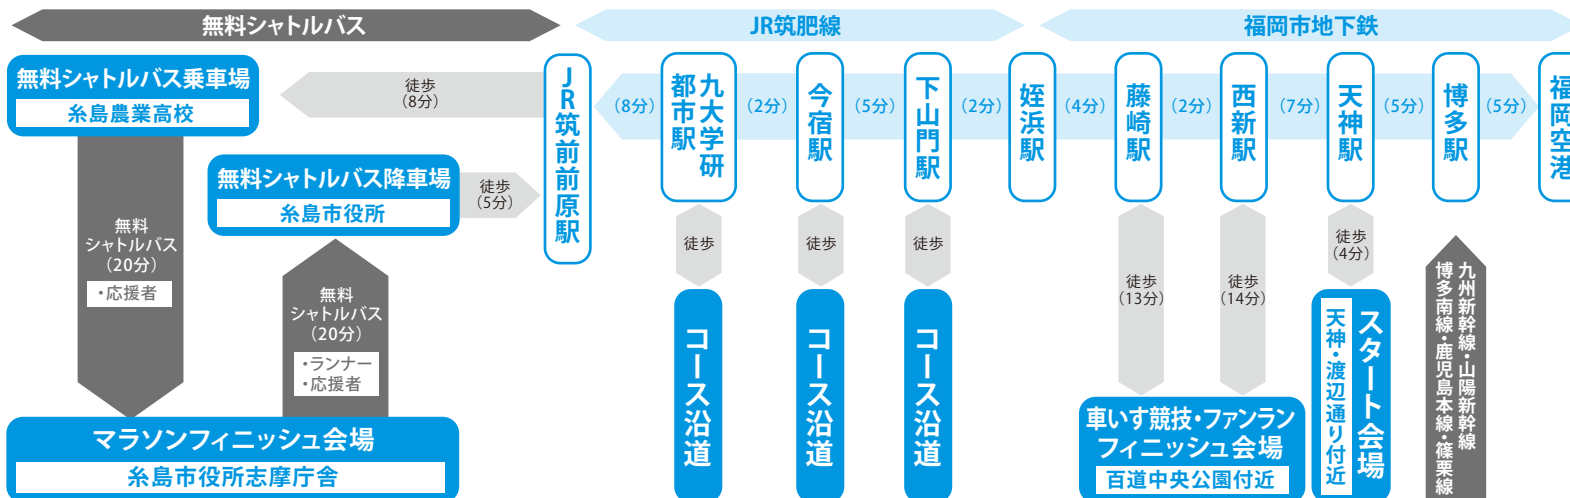 無料シャトルバス
JR筑肥線
福岡市地下鉄
無料シャトルバス乗車場
糸島農業高校
徒歩
(8分)
JR筑前前原駅
(8分)
九大学研
都市駅
(2分)
今宿駅
(5分)
下山門駅
(2分)
姪浜駅
(4分)
藤崎駅
(2分)
西新駅
(7分)
天神駅
(5分)
博多駅
(5分)
福岡空港
無料シャトルバス降車場
糸島市役所
徒歩
(5分)
無料
シャトルバス
(20分)
・応援者
無料
シャトルバス
(20分)
・ランナー
・応援者
マラソンフィニッシュ会場
糸島市役所志摩庁舎
徒歩
コース沿道
徒歩
コース沿道
徒歩
コース沿道
徒歩
(13分)
徒歩
(14分)
車いす競技・ファンラン
フィニッシュ会場
百道中央公園付近
徒歩
(4分)
スタート会場
天神・渡辺通り付近
九州新幹線・山陽新幹線
博多南線・鹿児島本線・篠栗線